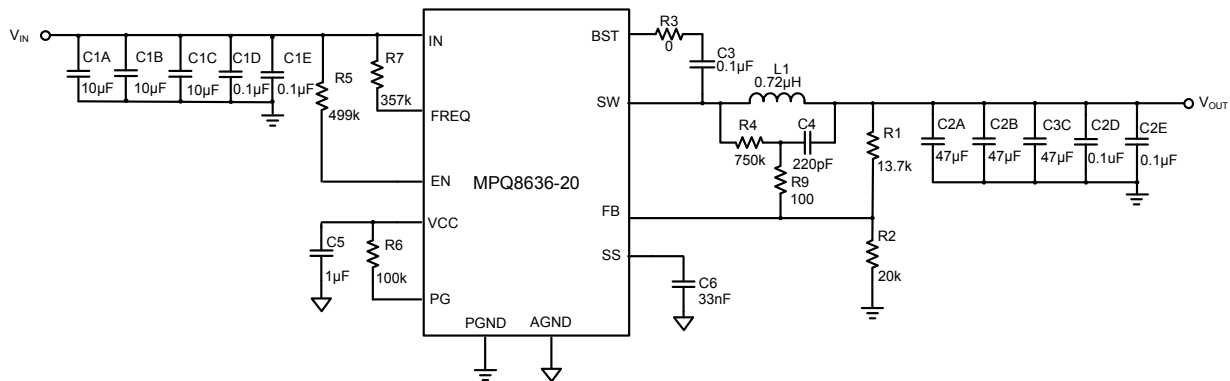 V_IN
C1A
10µF
C1B
10µF
C1C
10µF
C1D
0.1µF
C1E
0.1µF
R5
499k
R7
357k
IN
FREQ
EN
VCC
PG
C5
1µF
R6
100k
MPQ8636-20
PGND
AGND
BST
SW
FB
SS
R3
0
C3
0.1µF
L1
0.72µH
R4
750k
C4
220pF
R9
100
R1
13.7k
R2
20k
C6
33nF
C2A
47µF
C2B
47µF
C3C
47µF
C2D
0.1uF
C2E
0.1µF
V_OUT